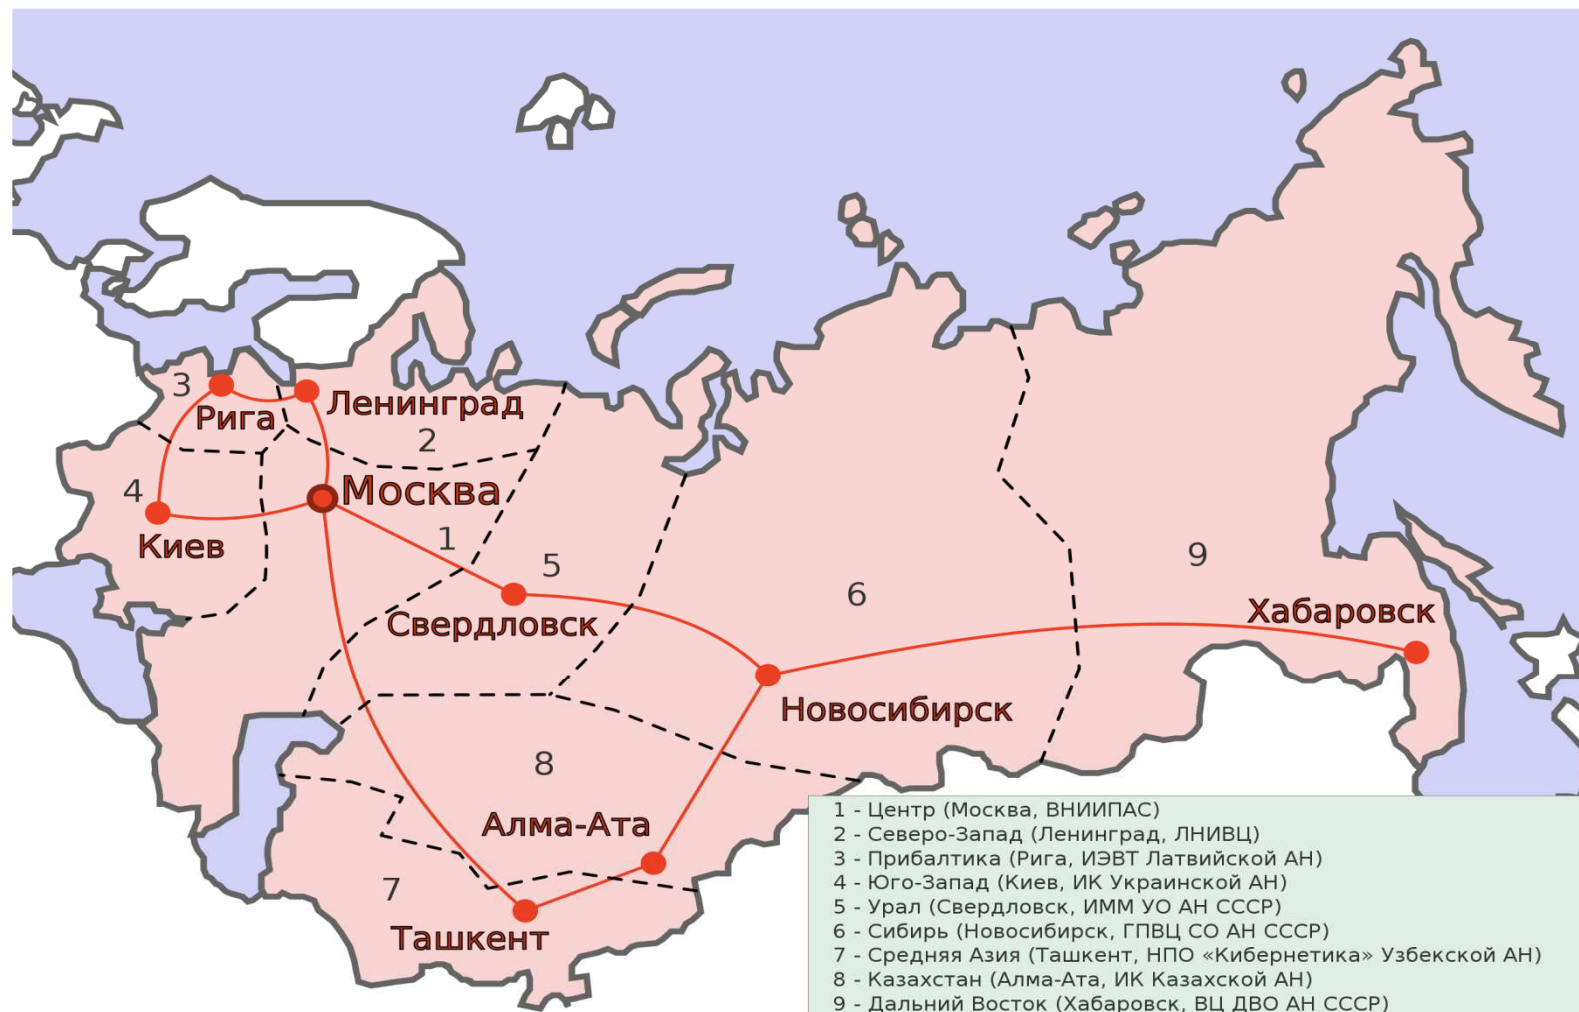 3
Рига
Ленинград
2
Москва
4
Киев
1
5
Свердловск
6
9
Хабаровск
Новосибирск
8
Алма-Ата
7
Ташкент
1 - Центр (Москва, ВНИИПАС)
2 - Северо-Запад (Ленинград, ЛНИВЦ)
3 - Прибалтика (Рига, ИЭВТ Латвийской АН)
4 - Юго-Запад (Киев, ИК Украинской АН)
5 - Урал (Свердловск, ИММ УО АН СССР)
6 - Сибирь (Новосибирск, ГПВЦ СО АН СССР)
7 - Средняя Азия (Ташкент, НПО «Кибернетика» Узбекской АН)
8 - Казахстан (Алма-Ата, ИК Казахской АН)
9 - Дальний Восток (Хабаровск, ВЦ ДВО АН СССР)